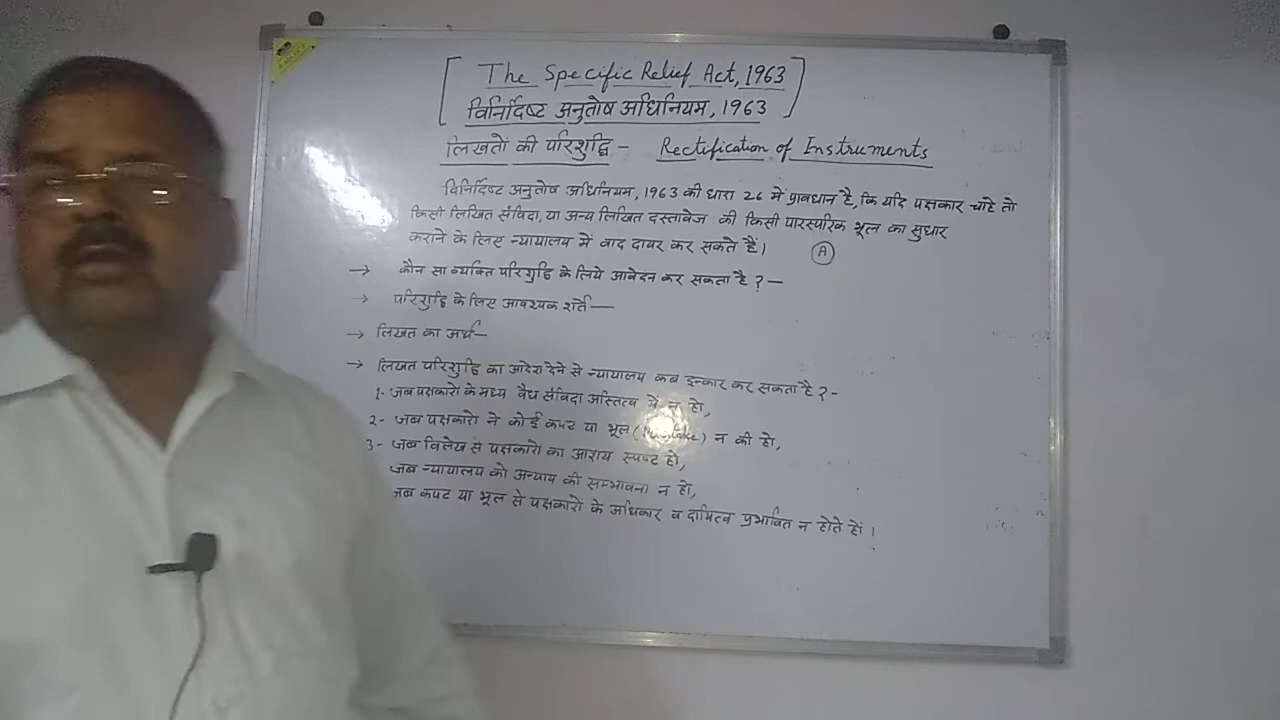 [ The Specific Relief Act, 1963
विनिर्दिष्ट अनुतोष अधिनियम, 1963 ]
लिखतों की परिशुद्धि - Rectification of Instruments
विनिर्दिष्ट अनुतोष अधिनियम, 1963 की धारा 26 में प्रावधान है, कि यदि पक्षकार चाहे तो
किसी लिखित संविदा, या अन्य लिखित दस्तावेज की किसी पारस्परिक भूल का सुधार
कराने के लिए न्यायालय में वाद दायर कर सकते हैं। (A)
→ कौन सा व्यक्ति परिशुद्धि के लिये आवेदन कर सकता है ? —
→ परिशुद्धि के लिए आवश्यक शर्ते —
→ लिखत का अर्थ —
→ लिखत परिशुद्धि का आदेश देने से न्यायालय कब इन्कार कर सकता है ? -
1- जब पक्षकारो के मध्य वैध संविदा अस्तित्व में न हो,
2- जब पक्षकारो ने कोई कपट या भूल (Mistake) न की हो,
3- जब विलेख से पक्षकारो का आशय स्पष्ट हो,
जब न्यायालय को अन्याय की सम्भावना न हो,
जब कपट या भूल से पक्षकारों के अधिकार व दायित्व प्रभावित न होते हों ।